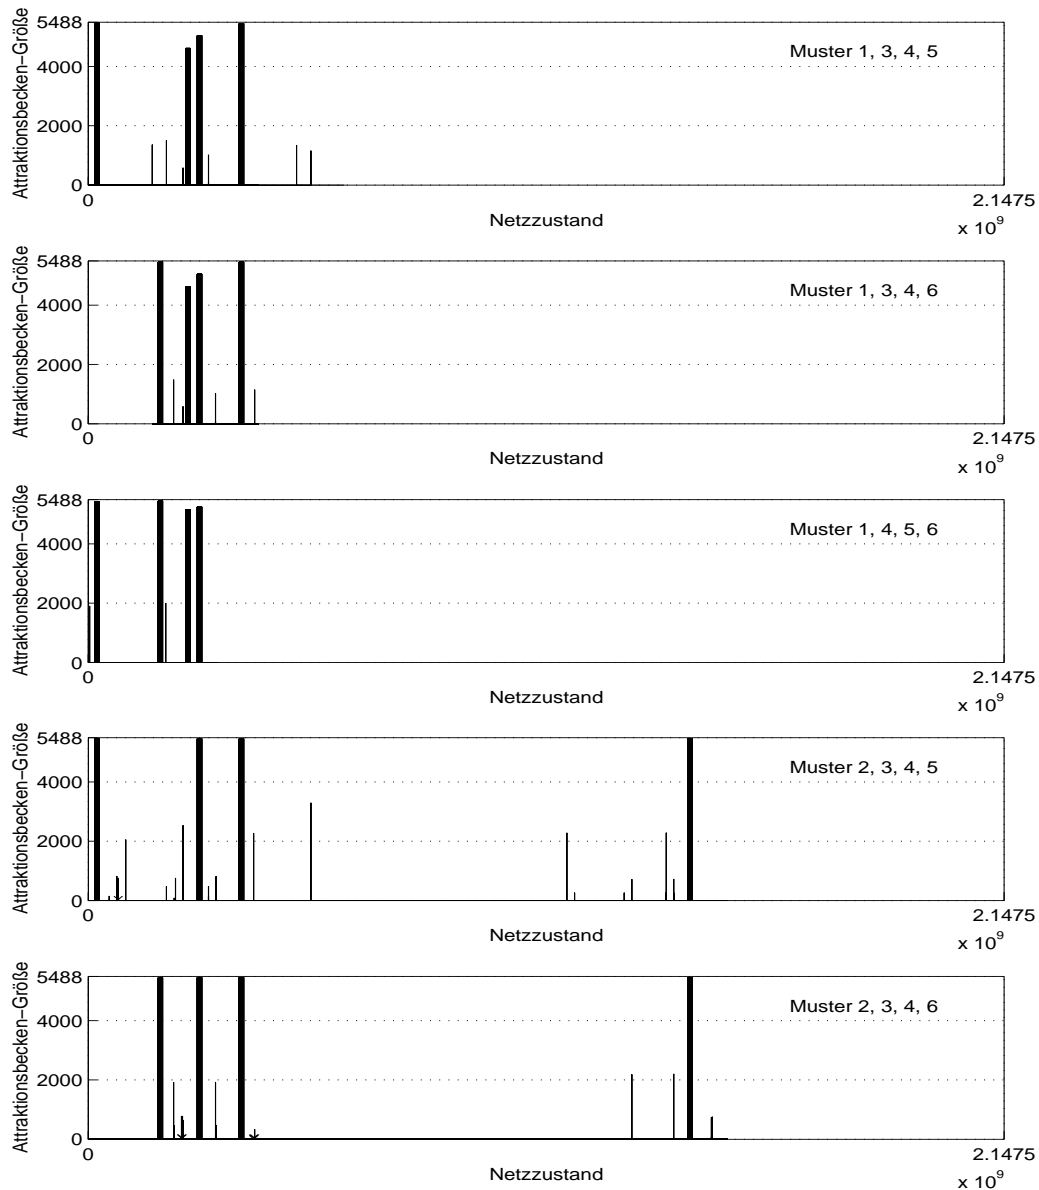 5488
Muster 1, 3, 4, 5
4000
2000
0
Attraktionsbecken−Größe
0
2.1475
Netzzustand
x 10^9
5488
Muster 1, 3, 4, 6
4000
2000
0
Attraktionsbecken−Größe
0
2.1475
Netzzustand
x 10^9
5488
Muster 1, 4, 5, 6
4000
2000
0
Attraktionsbecken−Größe
0
2.1475
Netzzustand
x 10^9
5488
Muster 2, 3, 4, 5
4000
2000
0
Attraktionsbecken−Größe
0
2.1475
Netzzustand
x 10^9
5488
Muster 2, 3, 4, 6
4000
2000
0
Attraktionsbecken−Größe
0
2.1475
Netzzustand
x 10^9